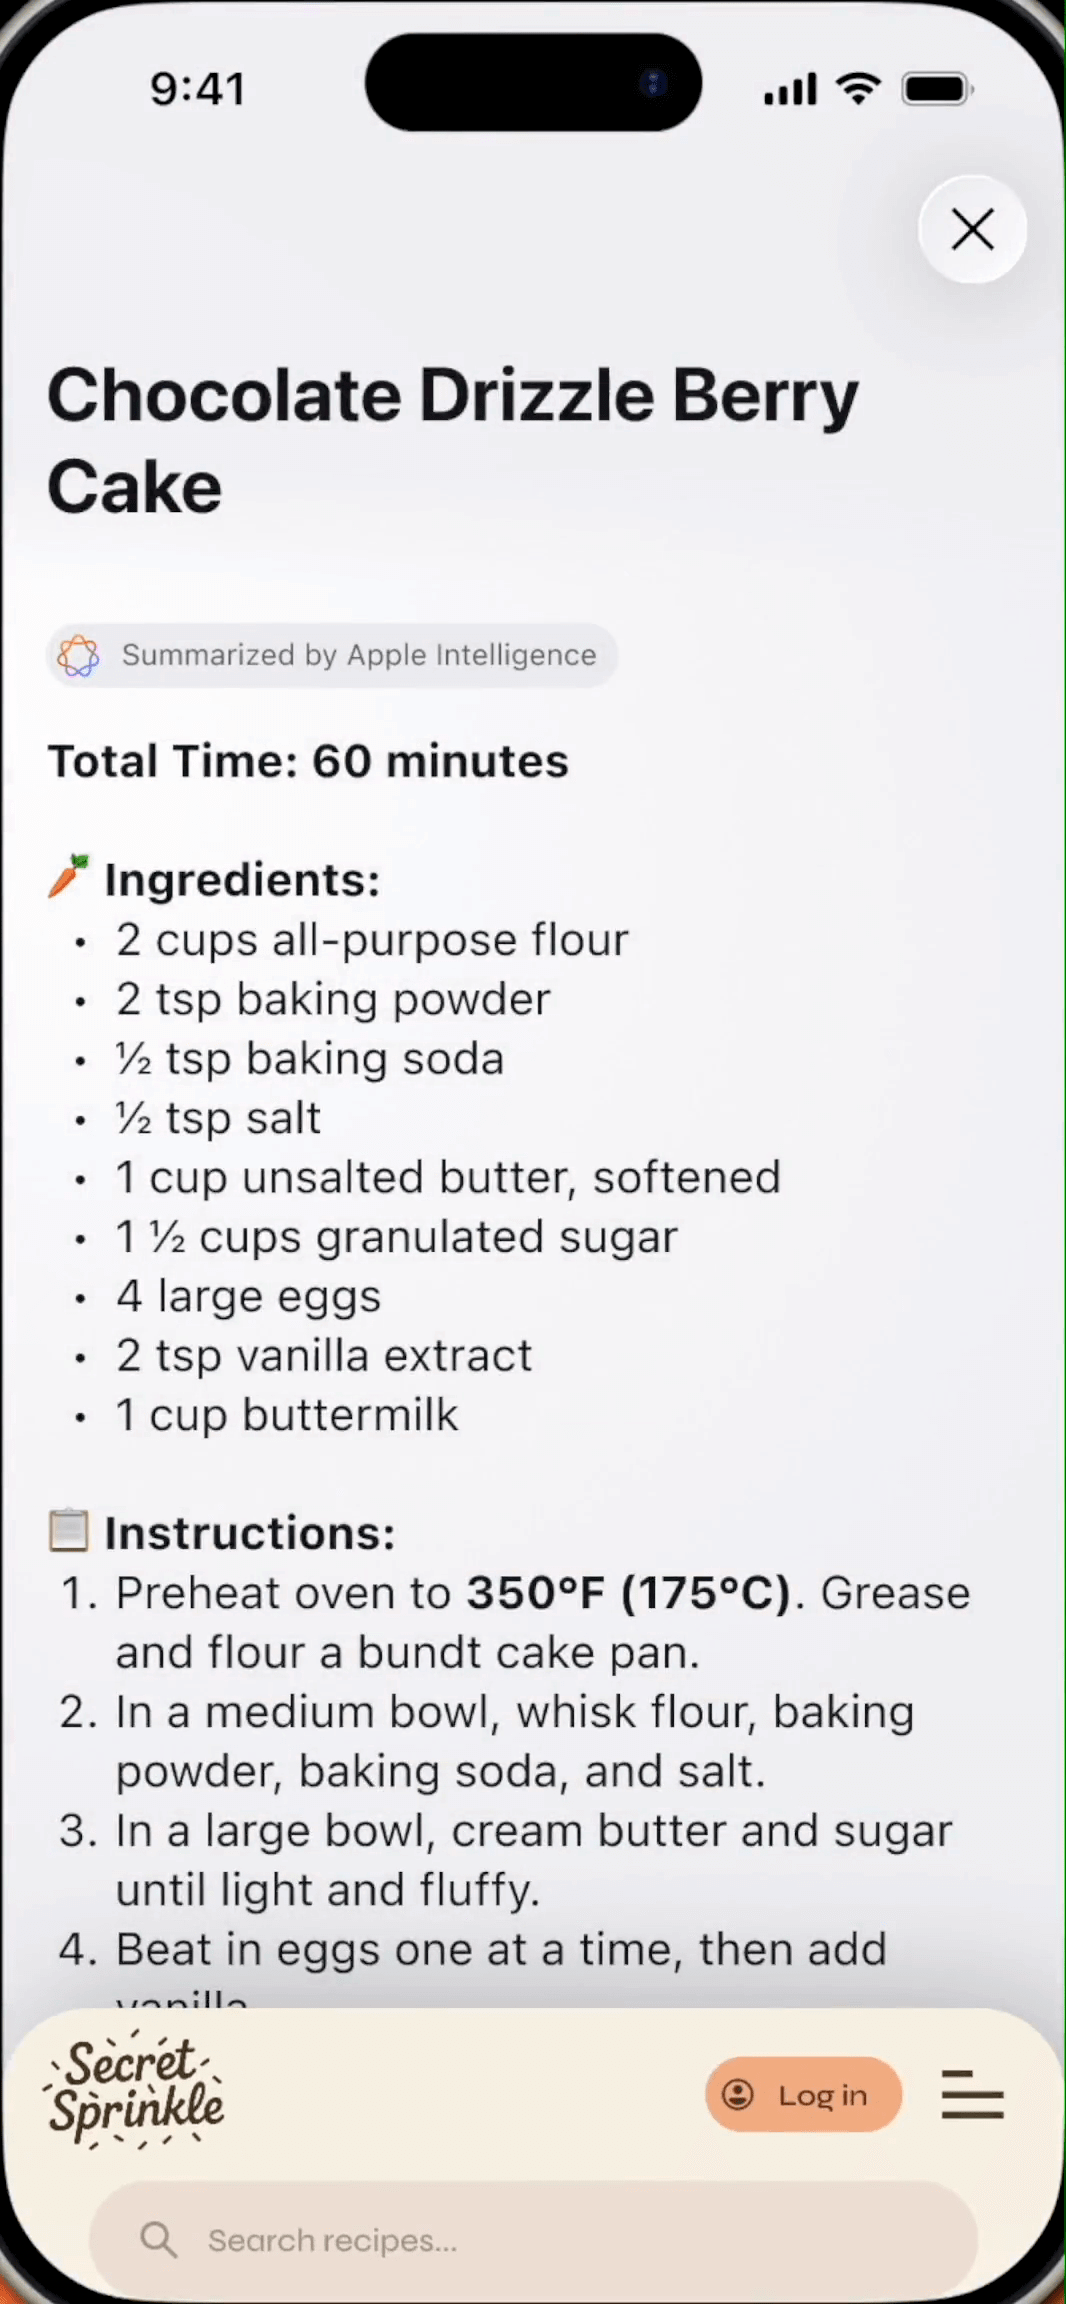 9:41
Chocolate Drizzle Berry
Cake
Summarized by Apple Intelligence
Total Time: 60 minutes
🥕 Ingredients:
• 2 cups all-purpose flour
• 2 tsp baking powder
• ½ tsp baking soda
• ½ tsp salt
• 1 cup unsalted butter, softened
• 1 ½ cups granulated sugar
• 4 large eggs
• 2 tsp vanilla extract
• 1 cup buttermilk
📋 Instructions:
1. Preheat oven to 350°F (175°C). Grease
and flour a bundt cake pan.
2. In a medium bowl, whisk flour, baking
powder, baking soda, and salt.
3. In a large bowl, cream butter and sugar
until light and fluffy.
4. Beat in eggs one at a time, then add
vanilla
Secret
Sprinkle
Log in
Search recipes...